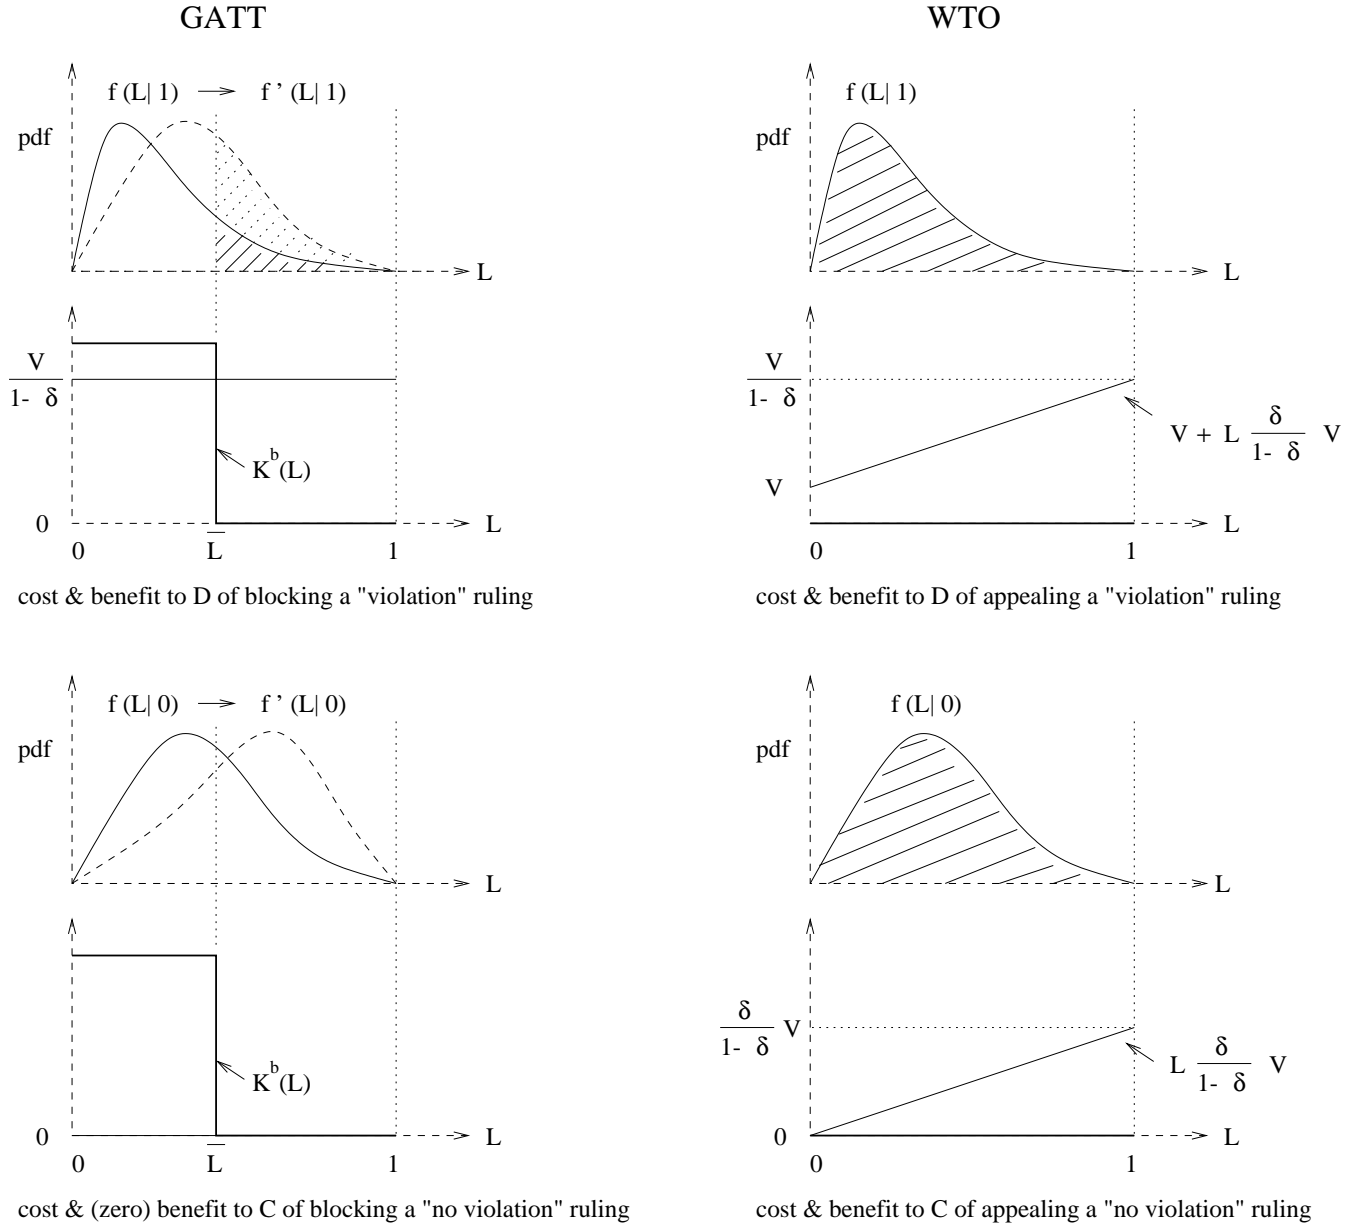 GATT
WTO
f (L| 1) → f ' (L| 1)
pdf
L
V
1- δ
K^b(L)
0
L
0
L̅
1
cost & benefit to D of blocking a "violation" ruling
f (L| 1)
pdf
L
V
1- δ
V + L δ/1- δ V
V
L
0
1
cost & benefit to D of appealing a "violation" ruling
f (L| 0) → f ' (L| 0)
pdf
L
K^b(L)
0
L
0
L̅
1
cost & (zero) benefit to C of blocking a "no violation" ruling
f (L| 0)
pdf
L
δ/1- δ V
L δ/1- δ V
0
L
0
1
cost & benefit to C of appealing a "no violation" ruling